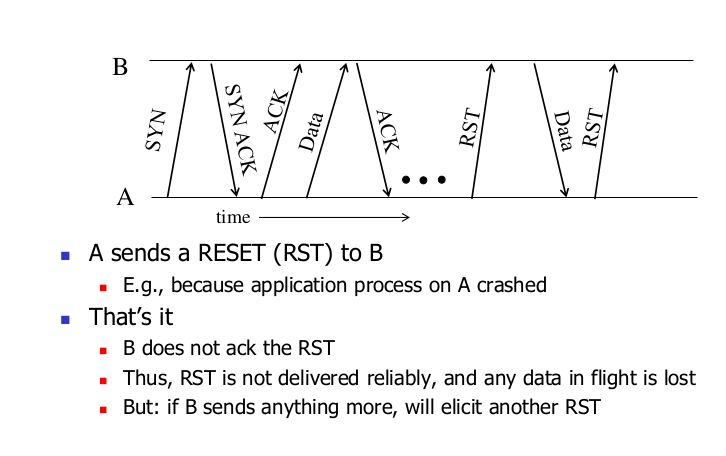 B
SYN
SYN ACK
ACK
Data
ACK
RST
Data
RST
A
time
A sends a RESET (RST) to B
E.g., because application process on A crashed
That's it
B does not ack the RST
Thus, RST is not delivered reliably, and any data in flight is lost
But: if B sends anything more, will elicit another RST